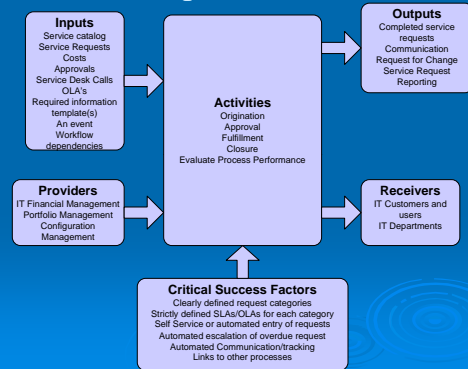 Inputs
Service catalog
Service Requests
Costs
Approvals
Service Desk Calls
OLA's
Required information
template(s)
An event
Workflow
dependencies
Providers
IT Financial Management
Portfolio Management
Configuration
Management
Activities
Origination
Approval
Fulfillment
Closure
Evaluate Process Performance
Outputs
Completed service
requests
Communication
Request for Change
Service Request
Reporting
Receivers
IT Customers and
users
IT Departments
Critical Success Factors
Clearly defined request categories
Strictly defined SLAs/OLAs for each category
Self Service or automated entry of requests
Automated escalation of overdue request
Automated Communication/tracking
Links to other processes